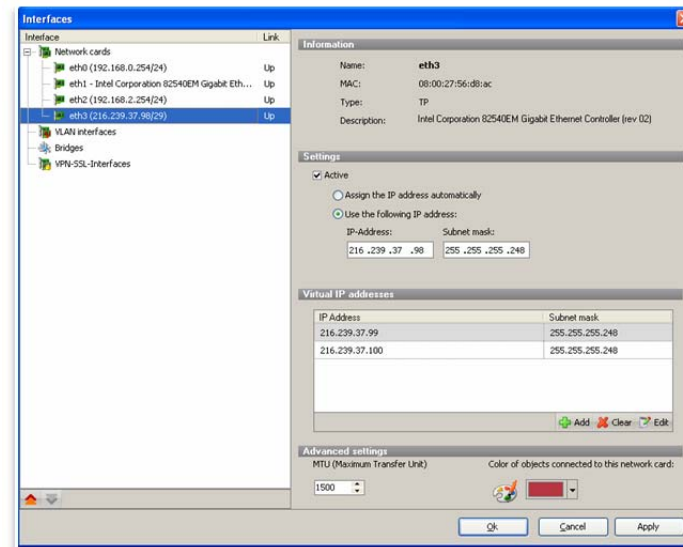 Interfaces
Interface Link
Network cards
eth0 (192.168.0.254/24) Up
eth1 - Intel Corporation 82540EM Gigabit Eth... Up
eth2 (192.168.2.254/24) Up
eth3 (216.239.37.98/29) Up
VLAN interfaces
Bridges
VPN-SSL-Interfaces
Information
Name: eth3
MAC: 08:00:27:56:d8:ac
Type: TP
Description: Intel Corporation 82540EM Gigabit Ethernet Controller (rev 02)
Settings
Active
Assign the IP address automatically
Use the following IP address:
IP-Address: Subnet mask:
216 .239 .37 .98 255 .255 .255 .248
Virtual IP addresses
IP Address Subnet mask
216.239.37.99 255.255.255.248
216.239.37.100 255.255.255.248
Add Clear Edit
Advanced settings
MTU (Maximum Transfer Unit) Color of objects connected to this network card:
1500
Ok Cancel Apply